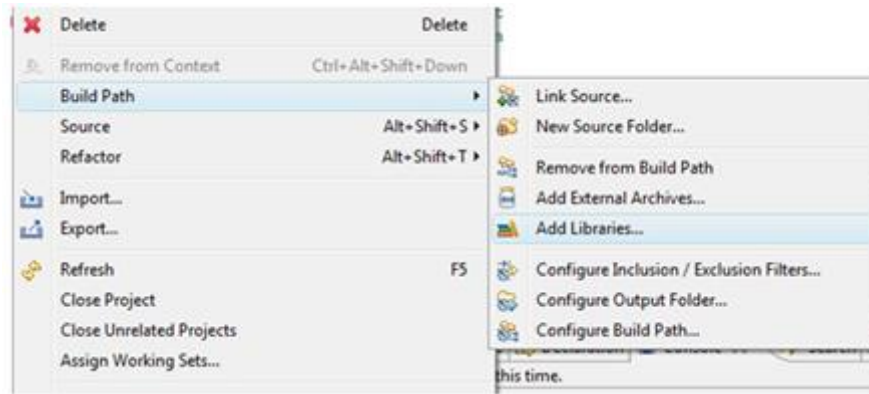 Delete Delete
Remove from Context Ctrl+Alt+Shift+Down
Build Path
Source Alt+Shift+S
Refactor Alt+Shift+T
Import...
Export...
Refresh F5
Close Project
Close Unrelated Projects
Assign Working Sets...
Link Source...
New Source Folder...
Remove from Build Path
Add External Archives...
Add Libraries...
Configure Inclusion / Exclusion Filters...
Configure Output Folder...
Configure Build Path...
this time.